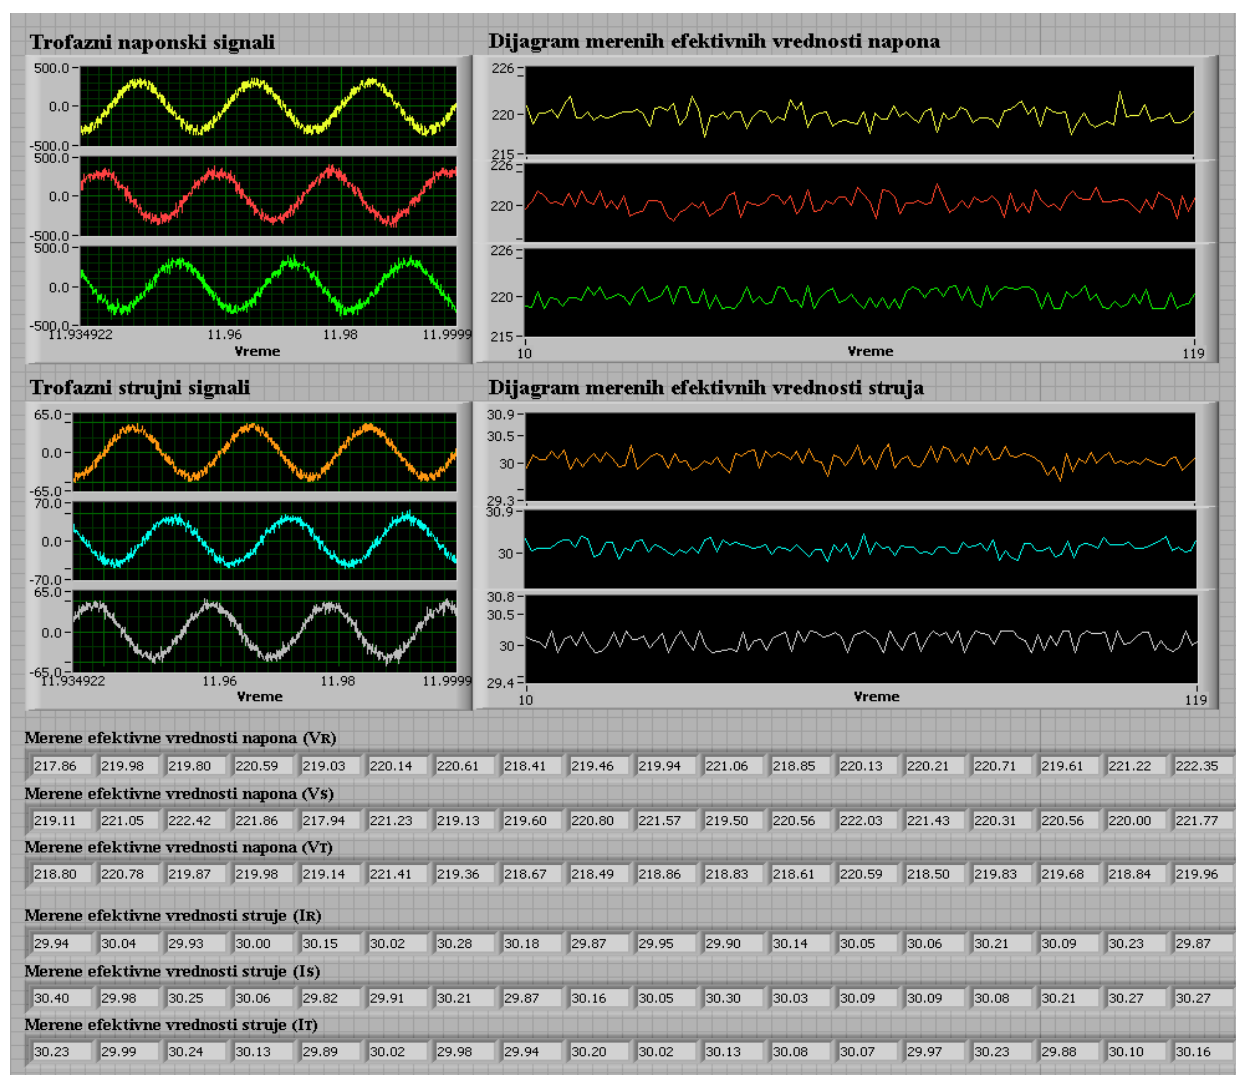 Trofazni naponski signali
500.0
0.0
-500.0
500.0
0.0
-500.0
500.0
0.0
-500.0
11.934922 11.96 11.98 11.9999
Vreme
Dijagram merenih efektivnih vrednosti napona
226
220
215
226
220
226
220
215
10 Vreme 119
Trofazni strujni signali
65.0
0.0
-65.0
70.0
0.0
-70.0
65.0
0.0
-65.0
11.934922 11.96 11.98 11.9999
Vreme
Dijagram merenih efektivnih vrednosti struja
30.9
30.5
30
29.3
30.9
30
30.8
30.5
30
29.4
10 Vreme 119
Merene efektivne vrednosti napona (VR)
217.86 219.98 219.80 220.59 219.03 220.14 220.61 218.41 219.46 219.94 221.06 218.85 220.13 220.21 220.71 219.61 221.22 222.35
Merene efektivne vrednosti napona (Vs)
219.11 221.05 222.42 221.86 217.94 221.23 219.13 219.60 220.80 221.57 219.50 220.56 222.03 221.43 220.31 220.56 220.00 221.77
Merene efektivne vrednosti napona (VT)
218.80 220.78 219.87 219.98 219.14 221.41 219.36 218.67 218.49 218.86 218.83 218.61 220.59 218.50 219.83 219.68 218.84 219.96
Merene efektivne vrednosti struje (IR)
29.94 30.04 29.93 30.00 30.15 30.02 30.28 30.18 29.87 29.95 29.90 30.14 30.05 30.06 30.21 30.09 30.23 29.87
Merene efektivne vrednosti struje (Is)
30.40 29.98 30.25 30.06 29.82 29.91 30.21 29.87 30.16 30.05 30.30 30.03 30.09 30.09 30.08 30.21 30.27 30.27
Merene efektivne vrednosti struje (IT)
30.23 29.99 30.24 30.13 29.89 30.02 29.98 29.94 30.20 30.02 30.13 30.08 30.07 29.97 30.23 29.88 30.10 30.16